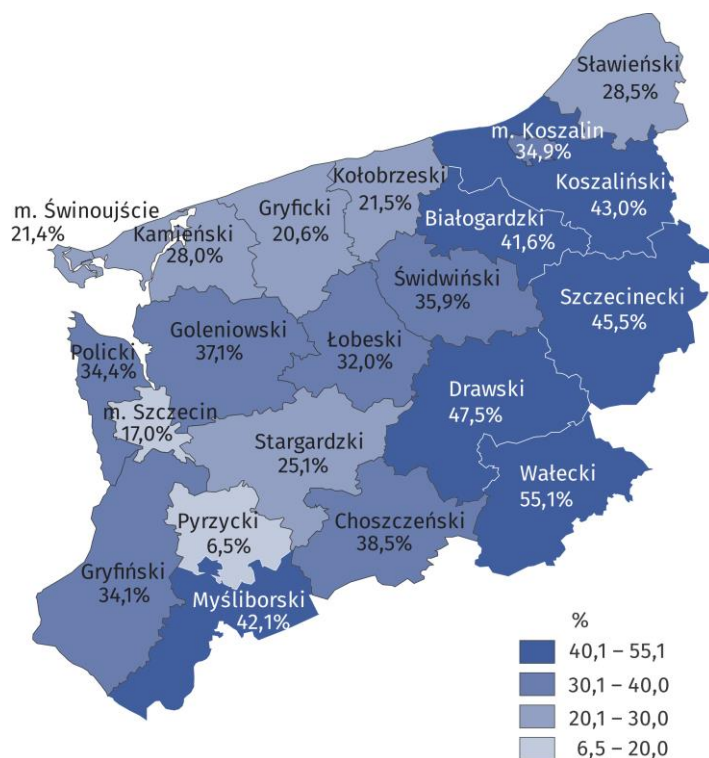 Sławieński
28,5%
m. Koszalin
34,9%
Koszaliński
43,0%
Kołobrzeski
21,5%
Białogardzki
41,6%
m. Świnoujście
21,4%
Kamieński
28,0%
Gryficki
20,6%
Świdwiński
35,9%
Szczecinecki
45,5%
Goleniowski
37,1%
Łobeski
32,0%
Policki
34,4%
m. Szczecin
17,0%
Drawski
47,5%
Stargardzki
25,1%
Wałecki
55,1%
Pyrzycki
6,5%
Choszczeński
38,5%
Gryfiński
34,1%
Myśliborski
42,1%
%
40,1 – 55,1
30,1 – 40,0
20,1 – 30,0
6,5 – 20,0